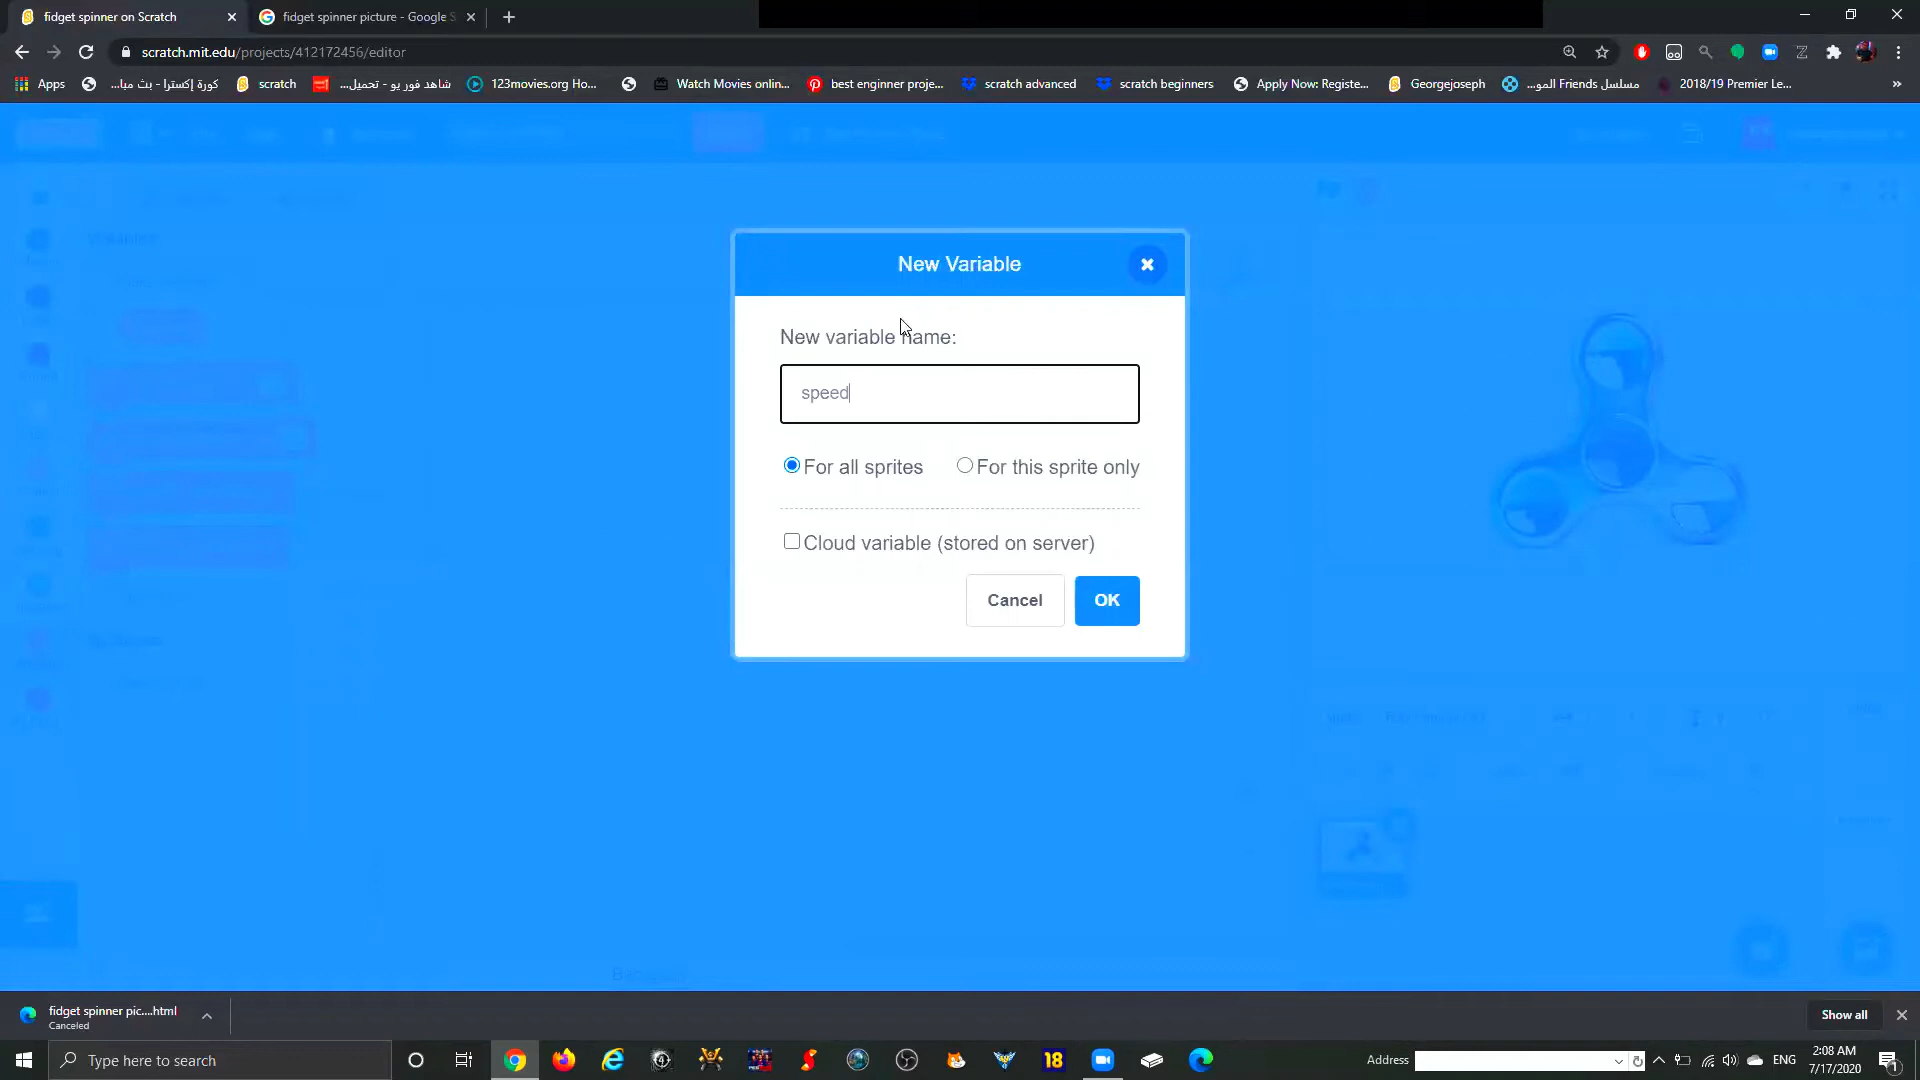 fidget spinner on Scratch
fidget spinner picture - Google S
scratch.mit.edu/projects/412172456/editor
Apps
كورة إكسترا - بث مبا...
scratch
شاهد فور يو - تحميل...
123movies.org Ho...
Watch Movies online...
best enginner proje...
scratch advanced
scratch beginners
Apply Now: Registe...
Georgejoseph
مسلسل Friends المو...
2018/19 Premier Le...
»
New Variable
New variable name:
speed
For all sprites
For this sprite only
Cloud variable (stored on server)
Cancel
OK
fidget spinner pic....html
Canceled
Show all
Type here to search
18
Address
ENG
2:08 AM
7/17/2020
1